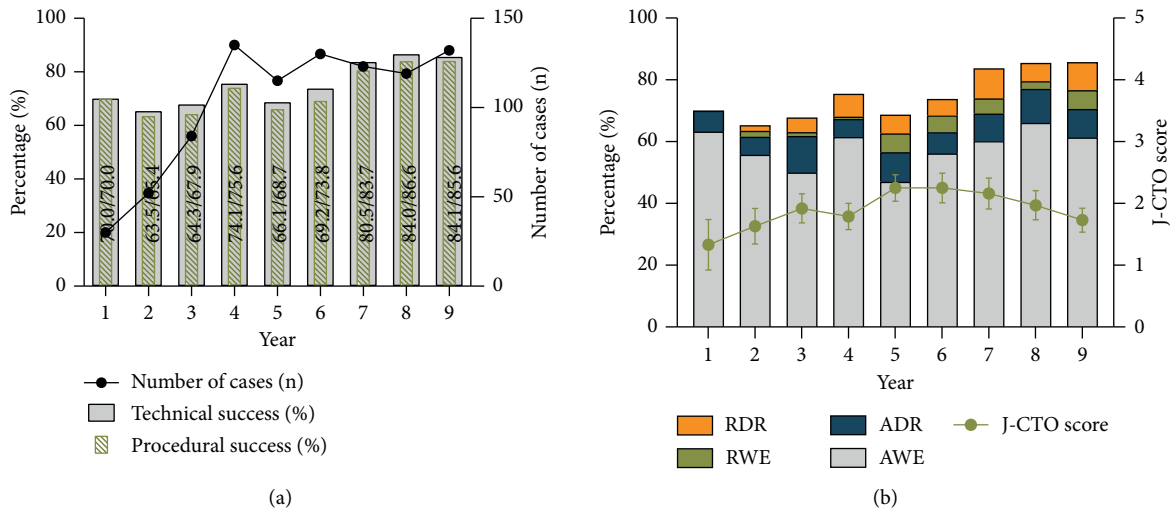 100
80
60
40
20
0
Percentage (%)
70.0/70.0
63.5/65.4
64.3/67.9
74.1/75.6
66.1/68.7
69.2/73.8
80.5/83.7
84.0/86.6
84.1/85.6
150
100
50
0
Number of cases (n)
1 2 3 4 5 6 7 8 9
Year
Number of cases (n)
Technical success (%)
Procedural success (%)
(a)
100
80
60
40
20
0
Percentage (%)
5
4
3
2
1
0
J-CTO score
1 2 3 4 5 6 7 8 9
Year
RDR ADR J-CTO score
RWE AWE
(b)